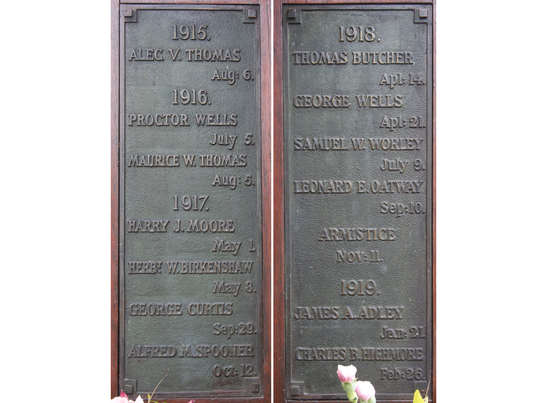 1915.
ALEC V. THOMAS
Aug: 6.
1916.
PROCTOR WELLS
July 5.
MAURICE W. THOMAS
Aug: 5.
1917.
HARRY J. MOORE
May 1.
HERBT. W. BIRKENSHAW
May 8.
GEORGE CURTIS
Sep: 29.
ALFRED M. SPOONER
Oct: 12.
1918.
THOMAS BUTCHER
Apl: 14.
GEORGE WELLS
Apl: 21.
SAMUEL W. WORLEY
July 9.
LEONARD E. OATWAY
Sep: 10.
ARMISTICE
Nov: 11.
1919.
JAMES A. ADLEY
Jan: 21.
CHARLES B. HIGHMORE
Feb: 26.